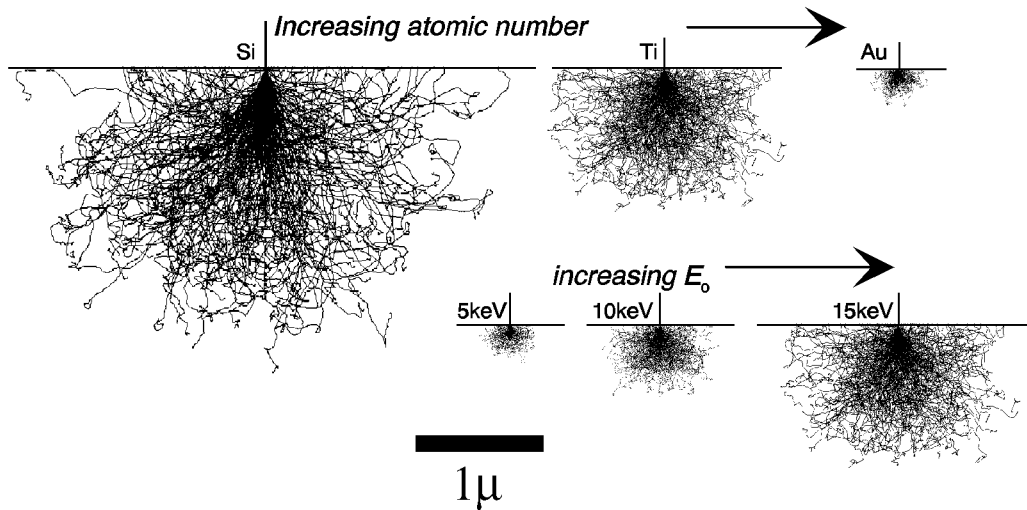 Increasing atomic number
Si
Ti
Au
increasing Eo
5keV
10keV
15keV
1μ